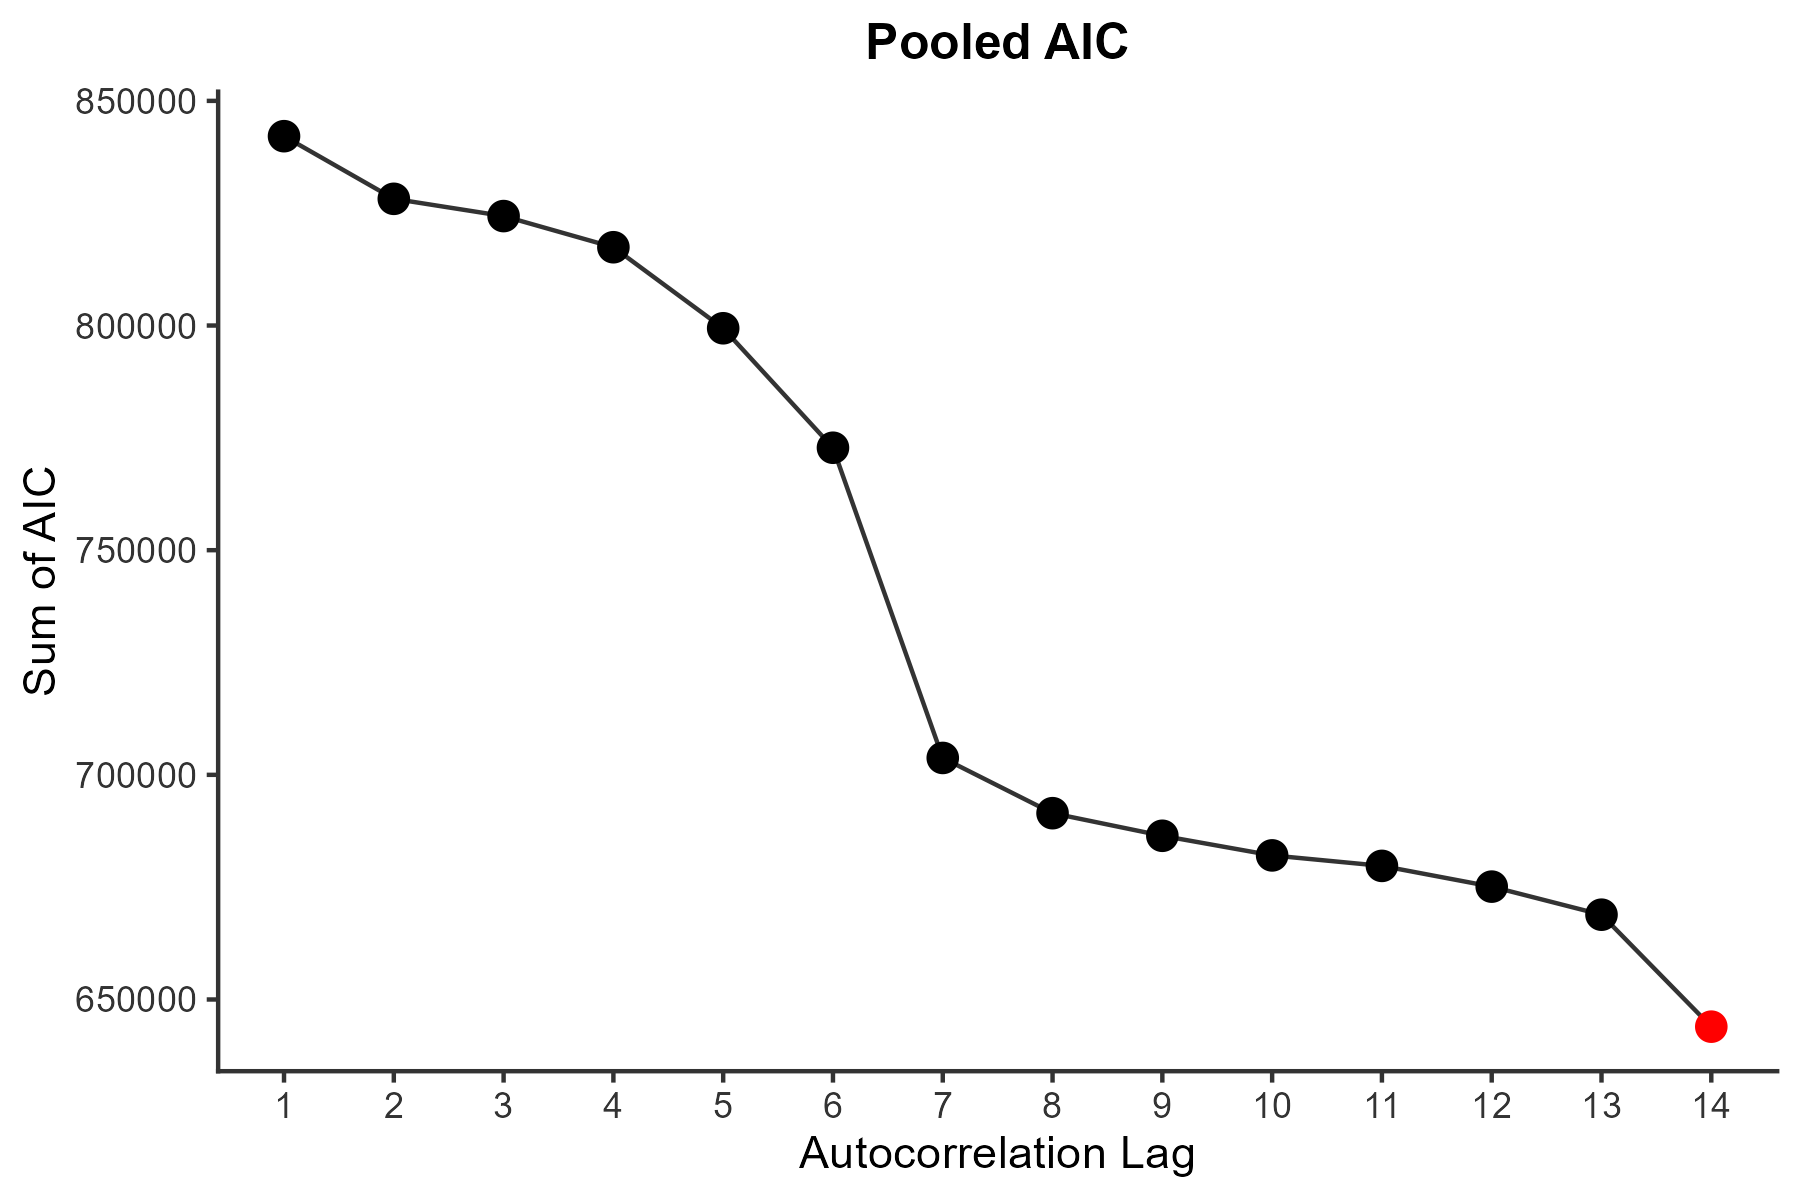 Pooled AIC
850000
800000
750000
700000
650000
Sum of AIC
1 2 3 4 5 6 7 8 9 10 11 12 13 14
Autocorrelation Lag